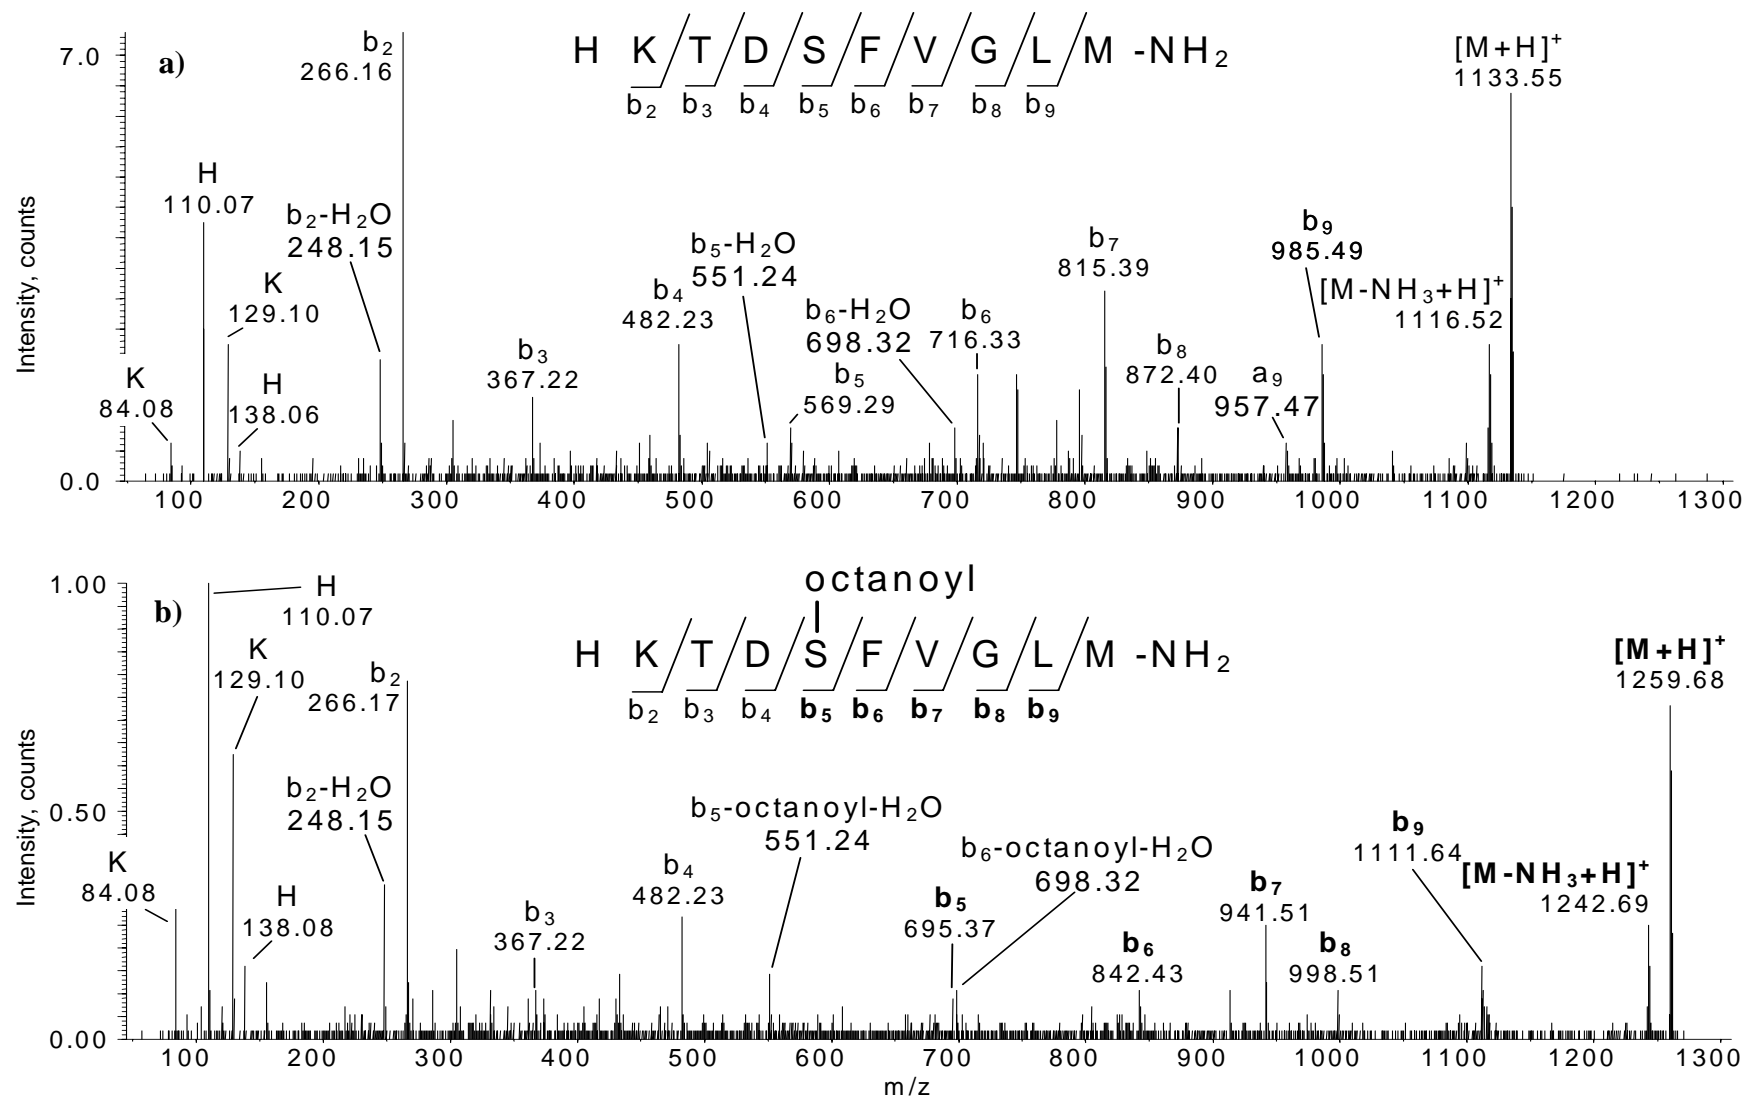 a)
H K T D S F V G L M -NH₂
b₂ b₃ b₄ b₅ b₆ b₇ b₈ b₉
Intensity, counts
7.0
0.0
K
84.08
H
110.07
K
129.10
H
138.06
b₂-H₂O
248.15
b₂
266.16
b₃
367.22
b₄
482.23
b₅-H₂O
551.24
b₅
569.29
b₆-H₂O
698.32
b₆
716.33
b₇
815.39
b₈
872.40
a₉
957.47
b₉
985.49
[M-NH₃+H]⁺
1116.52
[M+H]⁺
1133.55
100 200 300 400 500 600 700 800 900 1000 1100 1200 1300
b)
octanoyl
H K T D S F V G L M -NH₂
b₂ b₃ b₄ b₅ b₆ b₇ b₈ b₉
Intensity, counts
1.00
0.50
0.00
K
84.08
H
110.07
K
129.10
H
138.08
b₂-H₂O
248.15
b₂
266.17
b₃
367.22
b₄
482.23
b₅-octanoyl-H₂O
551.24
b₅
695.37
b₆-octanoyl-H₂O
698.32
b₆
842.43
b₇
941.51
b₈
998.51
b₉
1111.64
[M-NH₃+H]⁺
1242.69
[M+H]⁺
1259.68
100 200 300 400 500 600 700 800 900 1000 1100 1200 1300
m/z